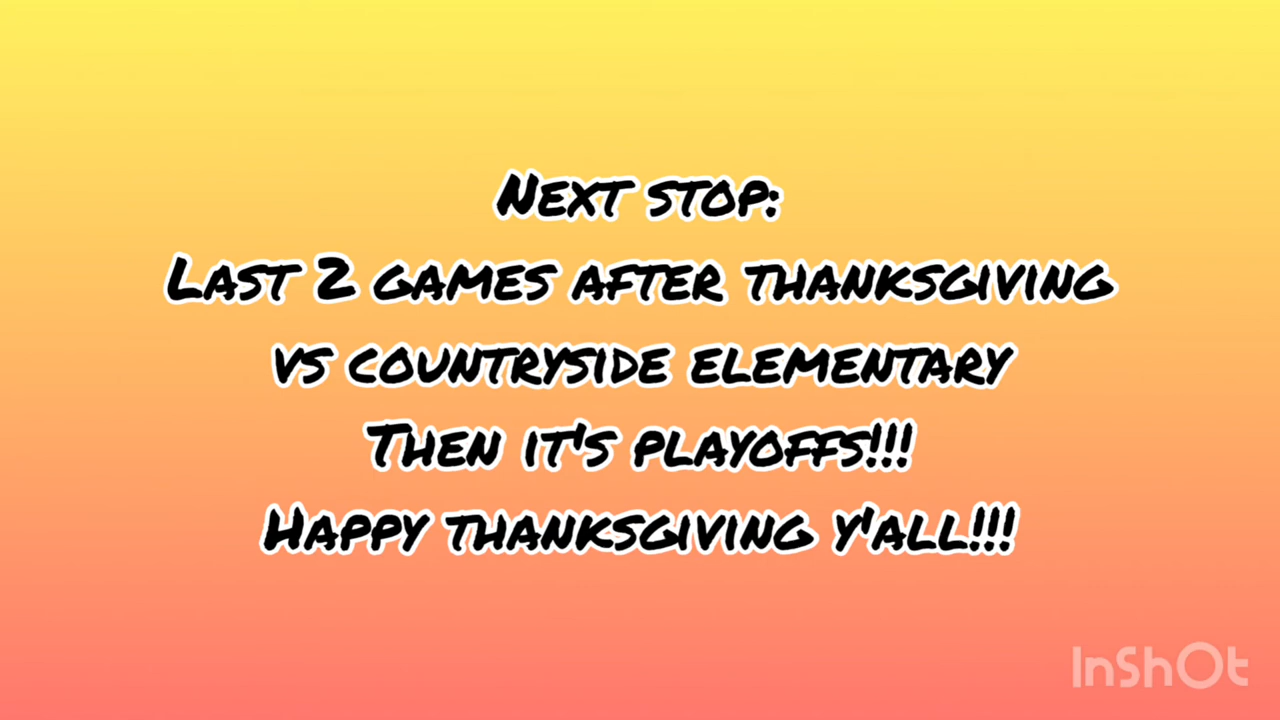 Next stop:
Last 2 games after thanksgiving
vs countryside elementary
Then it's playoffs!!!
Happy thanksgiving y'all!!!
InShOt